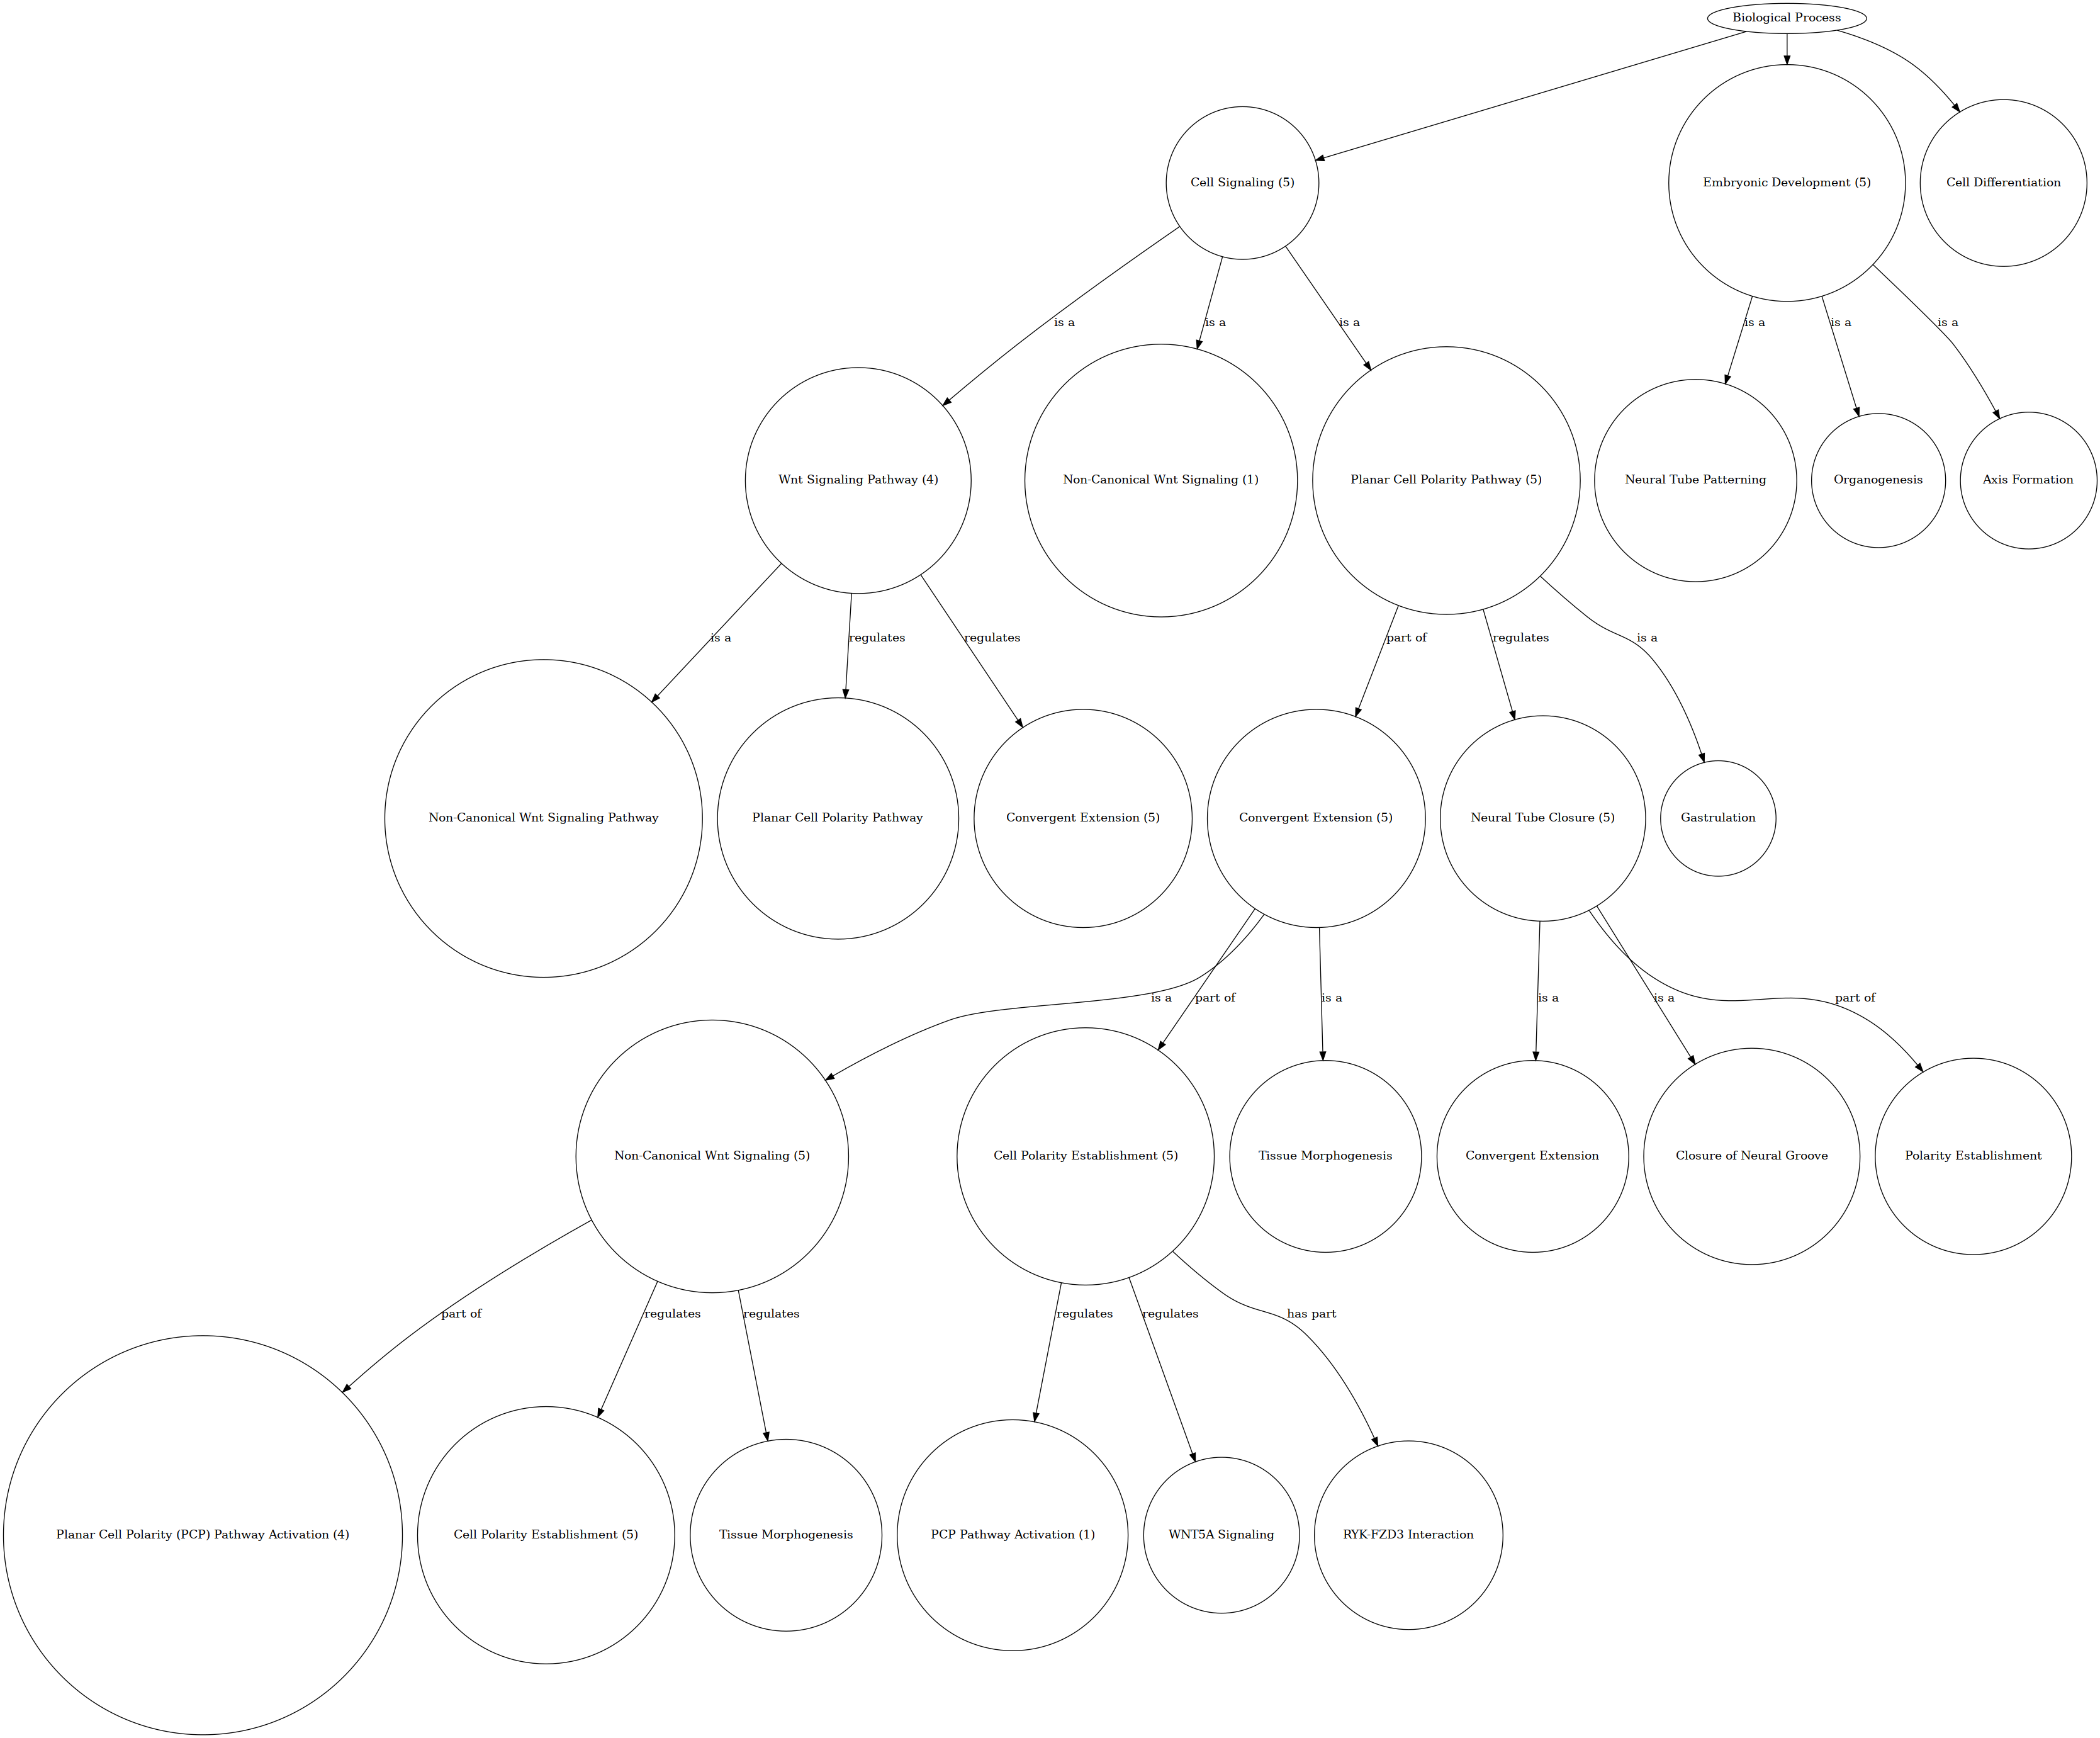 Biological Process
Cell Signaling (5)
Embryonic Development (5)
Cell Differentiation
is a
is a
is a
is a
is a
is a
Wnt Signaling Pathway (4)
Non-Canonical Wnt Signaling (1)
Planar Cell Polarity Pathway (5)
Neural Tube Patterning
Organogenesis
Axis Formation
is a
regulates
regulates
part of
regulates
is a
Non-Canonical Wnt Signaling Pathway
Planar Cell Polarity Pathway
Convergent Extension (5)
Convergent Extension (5)
Neural Tube Closure (5)
Gastrulation
is a
part of
is a
is a
is a
part of
Non-Canonical Wnt Signaling (5)
Cell Polarity Establishment (5)
Tissue Morphogenesis
Convergent Extension
Closure of Neural Groove
Polarity Establishment
part of
regulates
regulates
regulates
regulates
has part
Planar Cell Polarity (PCP) Pathway Activation (4)
Cell Polarity Establishment (5)
Tissue Morphogenesis
PCP Pathway Activation (1)
WNT5A Signaling
RYK-FZD3 Interaction